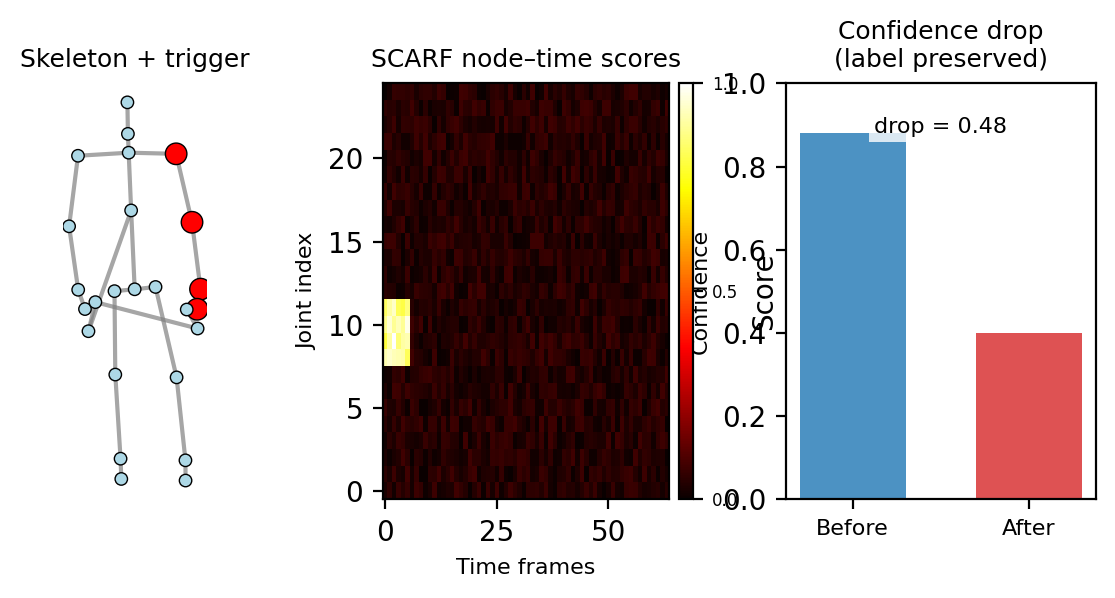 Skeleton + trigger
SCARF node–time scores
Joint index
20
15
10
5
0
0
25
50
Time frames
1.0
0.5
0.0
Score
Confidence drop
(label preserved)
Confidence
1.0
0.8
0.6
0.4
0.2
0.0
drop = 0.48
Before
After